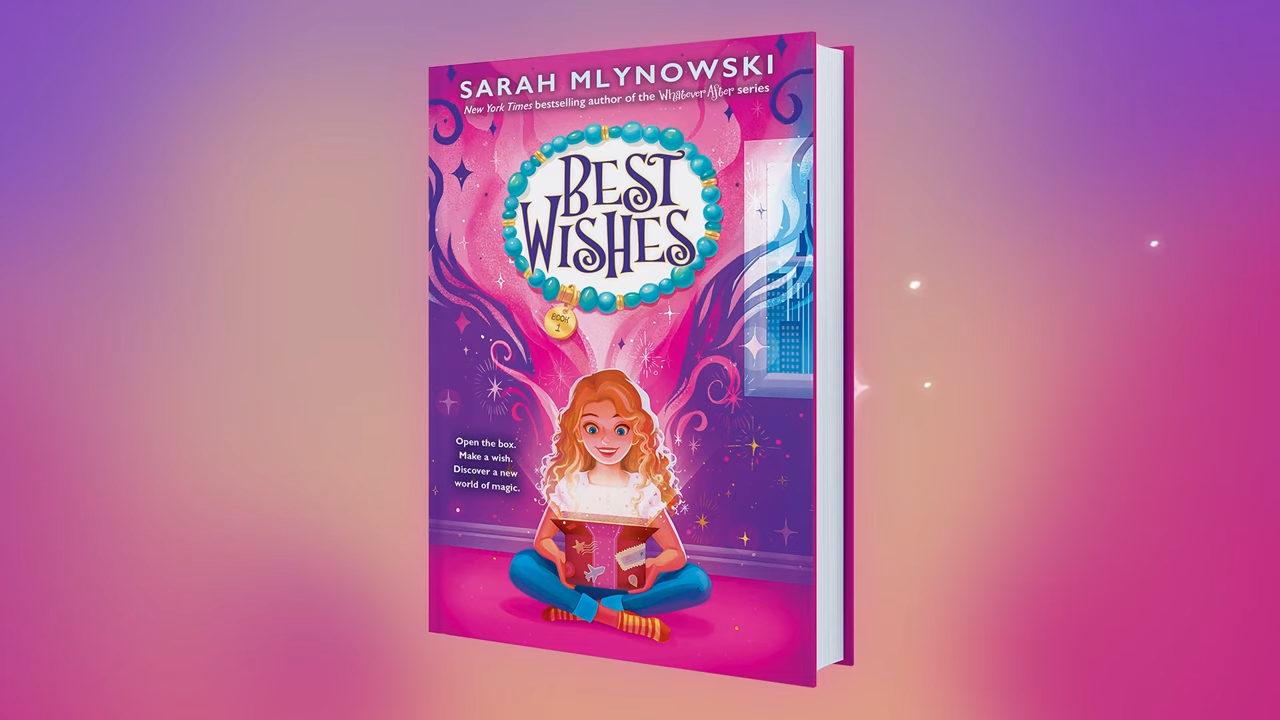 SARAH MLYNOWSKI
New York Times bestselling author of the Whatever After series
BEST
WISHES
BOOK
1
Open the box.
Make a wish.
Discover a new
world of magic.